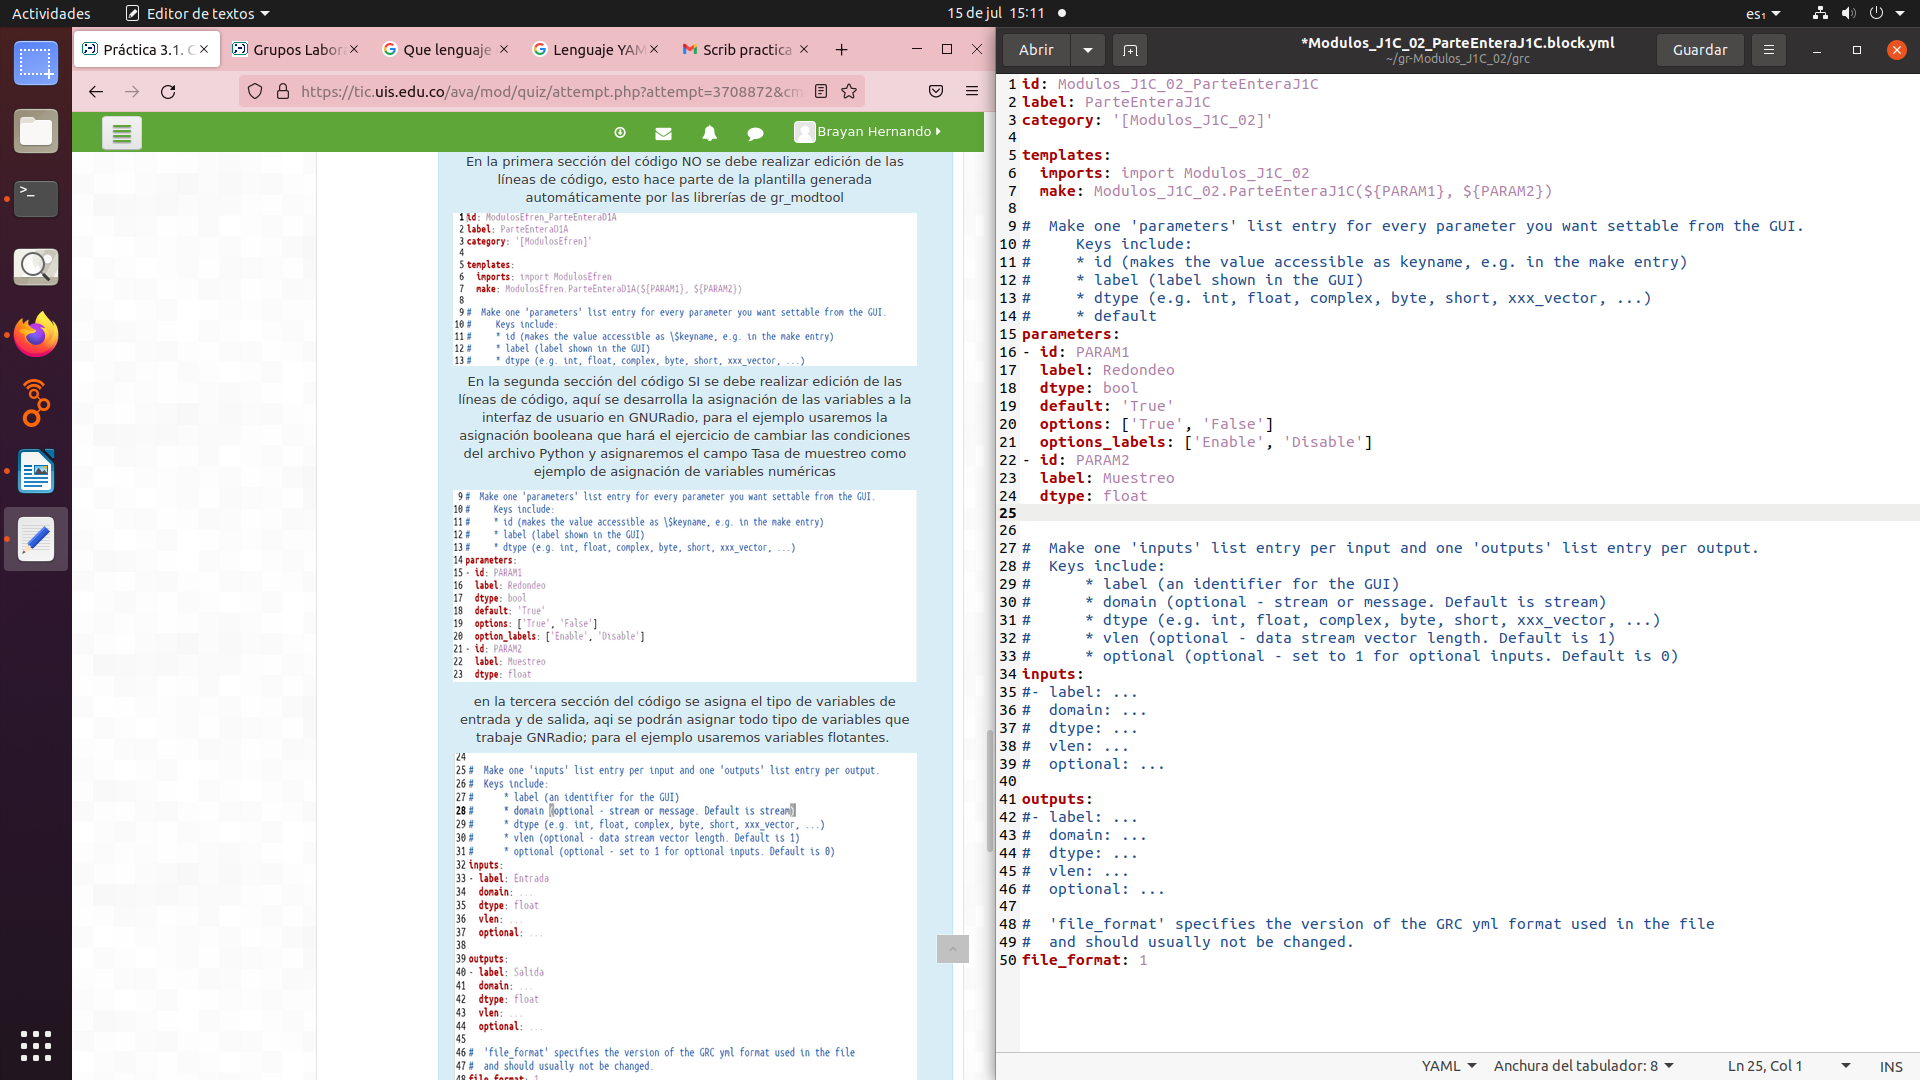 Actividades
Editor de textos
15 de jul 15:11
es₁
Práctica 3.1. C
Grupos Labora
Que lenguaje
Lenguaje YAM
Scrib practica
https://tic.uis.edu.co/ava/mod/quiz/attempt.php?attempt=3708872&cm
Brayan Hernando
En la primera sección del código NO se debe realizar edición de las
líneas de código, esto hace parte de la plantilla generada
automáticamente por las librerías de gr_modtool
1 id: ModulosEfren_ParteEnteraD1A
2 label: ParteEnteraD1A
3 category: '[ModulosEfren]'
4
5 templates:
6 imports: import ModulosEfren
7 make: ModulosEfren.ParteEnteraD1A(${PARAM1}, ${PARAM2})
8
9 # Make one 'parameters' list entry for every parameter you want settable from the GUI.
10 # Keys include:
11 # * id (makes the value accessible as \$keyname, e.g. in the make entry)
12 # * label (label shown in the GUI)
13 # * dtype (e.g. int, float, complex, byte, short, xxx_vector, ...)
En la segunda sección del código SI se debe realizar edición de las
líneas de código, aquí se desarrolla la asignación de las variables a la
interfaz de usuario en GNURadio, para el ejemplo usaremos la
asignación booleana que hará el ejercicio de cambiar las condiciones
del archivo Python y asignaremos el campo Tasa de muestreo como
ejemplo de asignación de variables numéricas
9 # Make one 'parameters' list entry for every parameter you want settable from the GUI.
10 # Keys include:
11 # * id (makes the value accessible as \$keyname, e.g. in the make entry)
12 # * label (label shown in the GUI)
13 # * dtype (e.g. int, float, complex, byte, short, xxx_vector, ...)
14 parameters:
15 - id: PARAM1
16 label: Redondeo
17 dtype: bool
18 default: 'True'
19 options: ['True', 'False']
20 option_labels: ['Enable', 'Disable']
21 - id: PARAM2
22 label: Muestreo
23 dtype: float
en la tercera sección del código se asigna el tipo de variables de
entrada y de salida, aqi se podrán asignar todo tipo de variables que
trabaje GNRadio; para el ejemplo usaremos variables flotantes.
24
25 # Make one 'inputs' list entry per input and one 'outputs' list entry per output.
26 # Keys include:
27 # * label (an identifier for the GUI)
28 # * domain (optional - stream or message. Default is stream)
29 # * dtype (e.g. int, float, complex, byte, short, xxx_vector, ...)
30 # * vlen (optional - data stream vector length. Default is 1)
31 # * optional (optional - set to 1 for optional inputs. Default is 0)
32 inputs:
33 - label: Entrada
34 domain: ...
35 dtype: float
36 vlen: ...
37 optional: ...
38
39 outputs:
40 - label: Salida
41 domain: ...
42 dtype: float
43 vlen: ...
44 optional: ...
45
46 # 'file_format' specifies the version of the GRC yml format used in the file
47 # and should usually not be changed.
48 file_format: 1
Abrir
*Modulos_J1C_02_ParteEnteraJ1C.block.yml
~/gr-Modulos_J1C_02/grc
Guardar
1 id: Modulos_J1C_02_ParteEnteraJ1C
2 label: ParteEnteraJ1C
3 category: '[Modulos_J1C_02]'
4
5 templates:
6 imports: import Modulos_J1C_02
7 make: Modulos_J1C_02.ParteEnteraJ1C(${PARAM1}, ${PARAM2})
8
9 # Make one 'parameters' list entry for every parameter you want settable from the GUI.
10 # Keys include:
11 # * id (makes the value accessible as keyname, e.g. in the make entry)
12 # * label (label shown in the GUI)
13 # * dtype (e.g. int, float, complex, byte, short, xxx_vector, ...)
14 # * default
15 parameters:
16 - id: PARAM1
17 label: Redondeo
18 dtype: bool
19 default: 'True'
20 options: ['True', 'False']
21 options_labels: ['Enable', 'Disable']
22 - id: PARAM2
23 label: Muestreo
24 dtype: float
25
26
27 # Make one 'inputs' list entry per input and one 'outputs' list entry per output.
28 # Keys include:
29 # * label (an identifier for the GUI)
30 # * domain (optional - stream or message. Default is stream)
31 # * dtype (e.g. int, float, complex, byte, short, xxx_vector, ...)
32 # * vlen (optional - data stream vector length. Default is 1)
33 # * optional (optional - set to 1 for optional inputs. Default is 0)
34 inputs:
35 #- label: ...
36 # domain: ...
37 # dtype: ...
38 # vlen: ...
39 # optional: ...
40
41 outputs:
42 #- label: ...
43 # domain: ...
44 # dtype: ...
45 # vlen: ...
46 # optional: ...
47
48 # 'file_format' specifies the version of the GRC yml format used in the file
49 # and should usually not be changed.
50 file_format: 1
YAML
Anchura del tabulador: 8
Ln 25, Col 1
INS